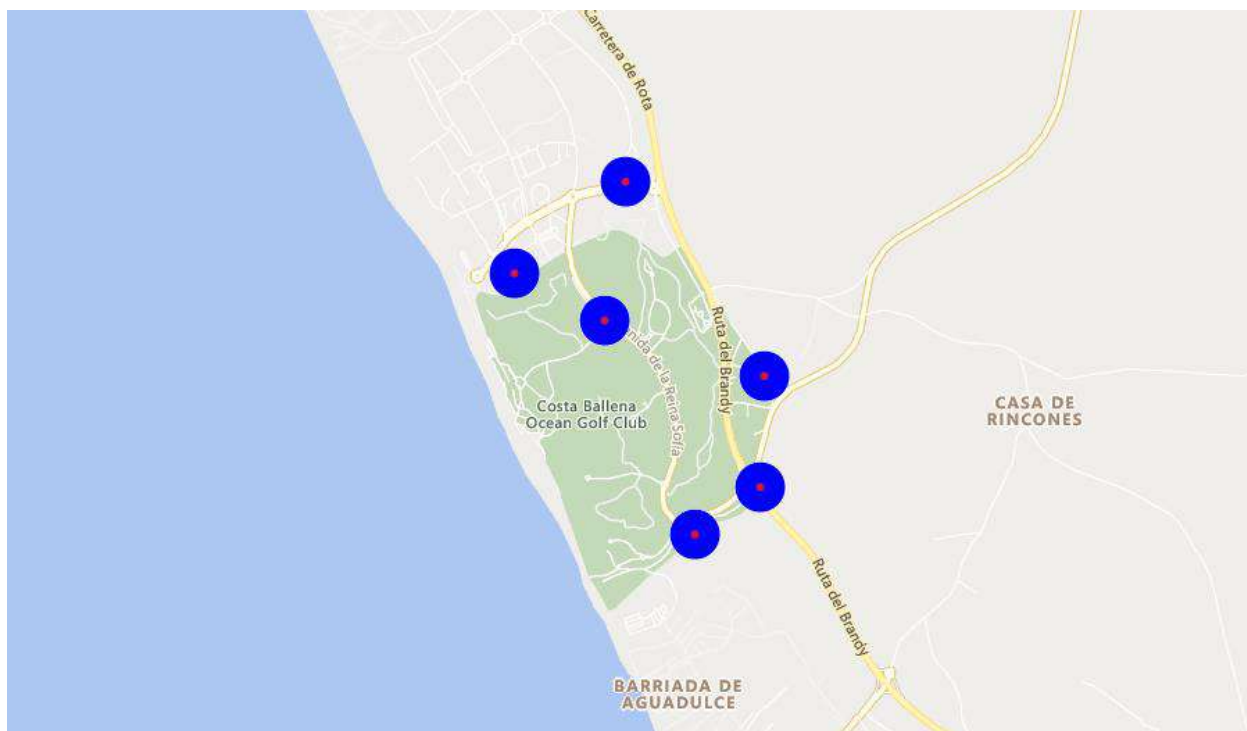 Carretera de Rota
Ruta del Brandy
enida de la Reina Sofía
Costa Ballena
Ocean Golf Club
CASA DE
RINCONES
Ruta del Brandy
BARRIADA DE
AGUADULCE